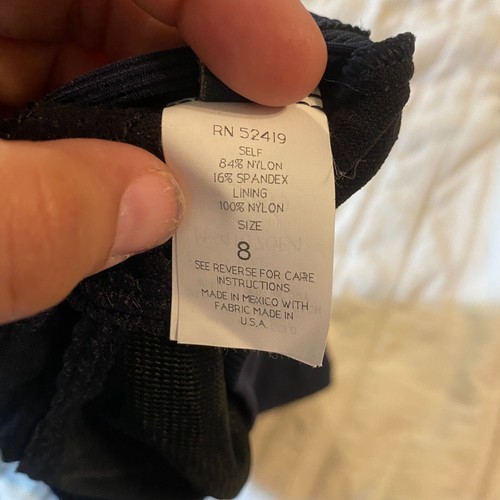 RN 52419
SELF
84% NYLON
16% SPANDEX
LINING
100% NYLON
SIZE
8
SEE REVERSE FOR CARE
INSTRUCTIONS
MADE IN MEXICO WITH
FABRIC MADE IN
U.S.A.